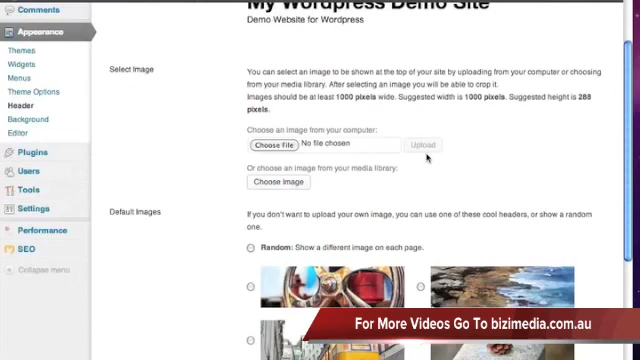 Comments
Appearance
Themes
Widgets
Menus
Theme Options
Header
Background
Editor
Plugins
Users
Tools
Settings
Performance
SEO
Collapse menu
My Wordpress Demo Site
Demo Website for Wordpress
Select Image
You can select an image to be shown at the top of your site by uploading from your computer or choosing
from your media library. After selecting an image you will be able to crop it.
Images should be at least 1000 pixels wide. Suggested width is 1000 pixels. Suggested height is 288
pixels.
Choose an image from your computer:
Choose File No file chosen Upload
Or choose an image from your media library:
Choose Image
Default Images
If you don't want to upload your own image, you can use one of these cool headers, or show a random
one.
Random: Show a different image on each page.
For More Videos Go To bizimedia.com.au